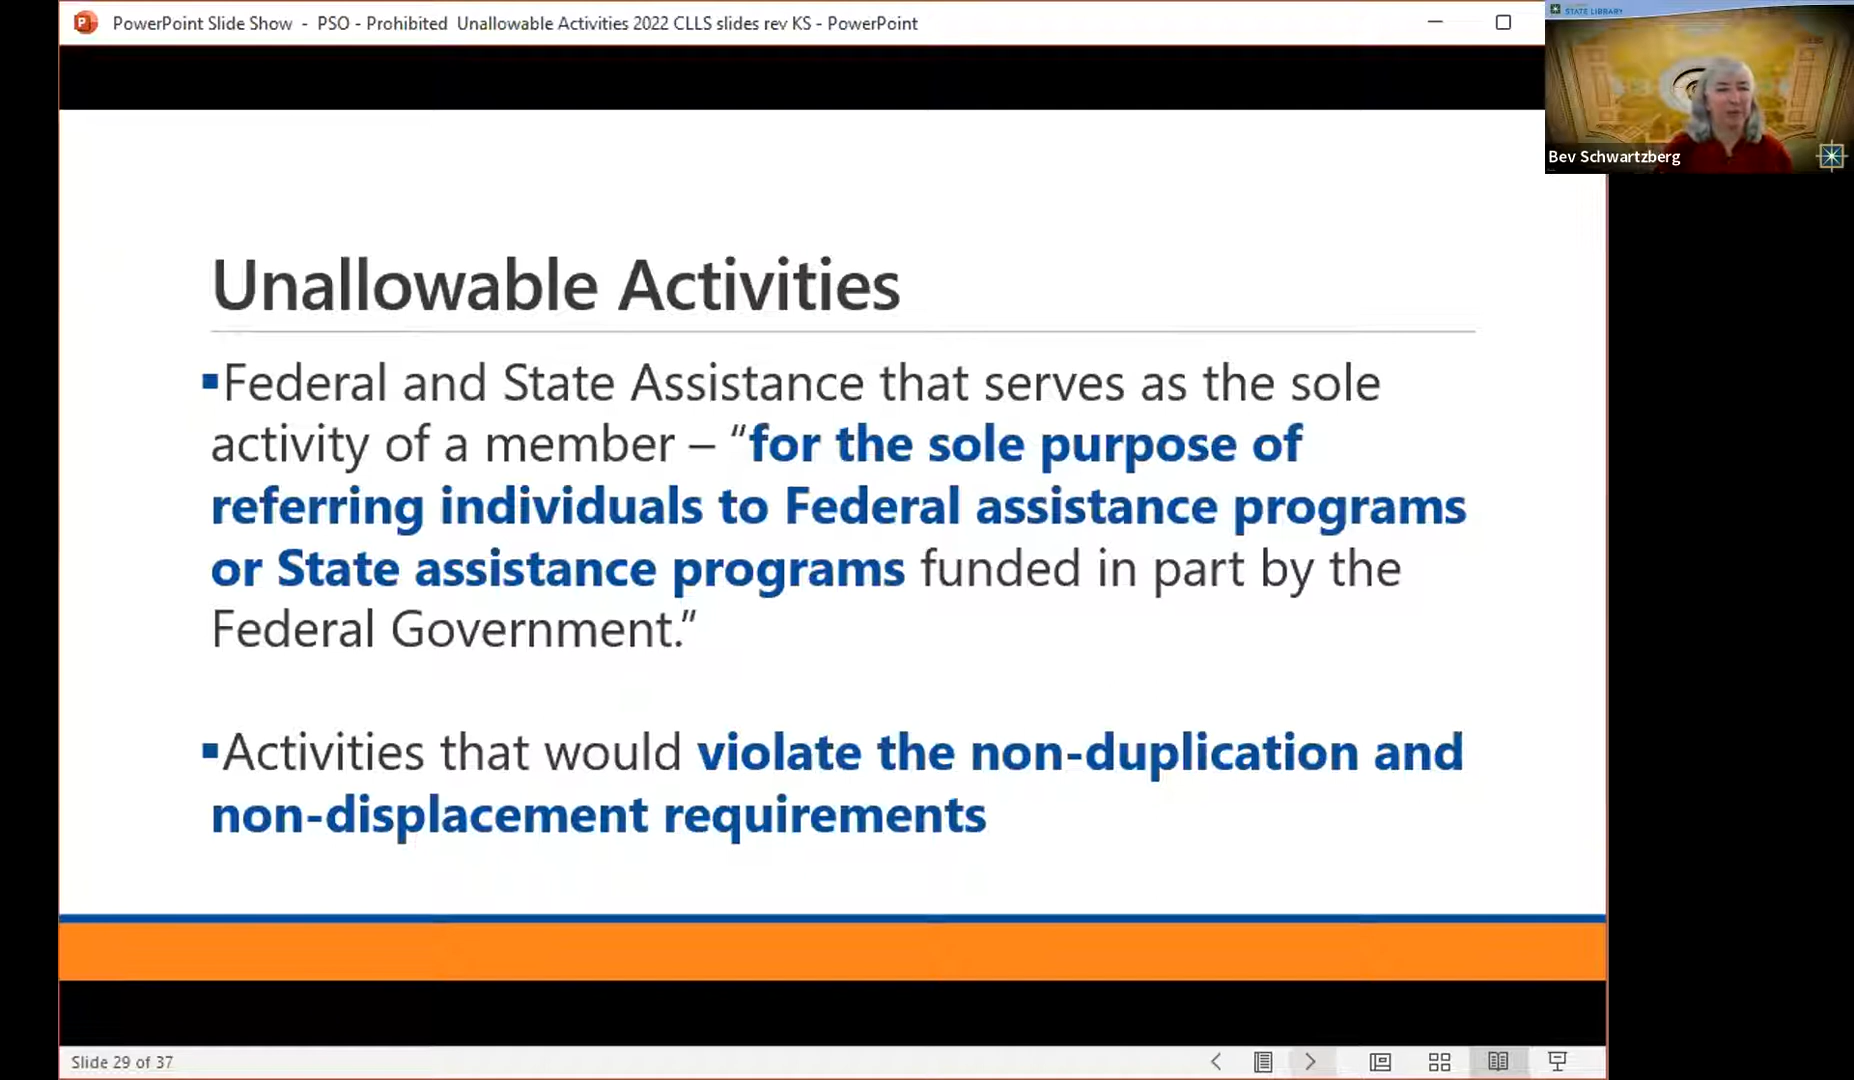 PowerPoint Slide Show - PSO - Prohibited Unallowable Activities 2022 CLLS slides rev KS - PowerPoint
STATE LIBRARY
Bev Schwartzberg
Unallowable Activities
▪Federal and State Assistance that serves as the sole
activity of a member – “for the sole purpose of
referring individuals to Federal assistance programs
or State assistance programs funded in part by the
Federal Government.”
▪Activities that would violate the non-duplication and
non-displacement requirements
Slide 29 of 37